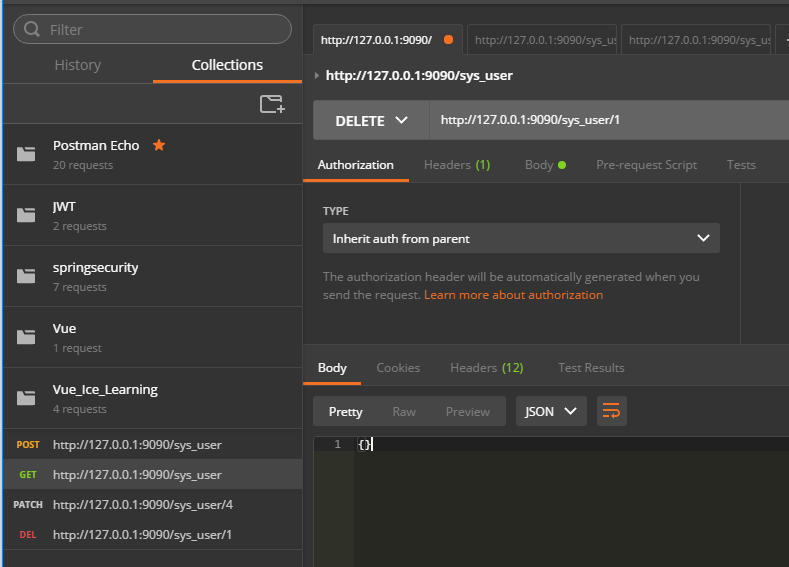 Filter
History
Collections
Postman Echo
20 requests
JWT
2 requests
springsecurity
7 requests
Vue
1 request
Vue_Ice_Learning
4 requests
POST http://127.0.0.1:9090/sys_user
GET http://127.0.0.1:9090/sys_user
PATCH http://127.0.0.1:9090/sys_user/4
DEL http://127.0.0.1:9090/sys_user/1
http://127.0.0.1:9090/
http://127.0.0.1:9090/sys_us
http://127.0.0.1:9090/sys_us
http://127.0.0.1:9090/sys_user
DELETE
http://127.0.0.1:9090/sys_user/1
Authorization
Headers (1)
Body
Pre-request Script
Tests
TYPE
Inherit auth from parent
The authorization header will be automatically generated when you
send the request. Learn more about authorization
Body
Cookies
Headers (12)
Test Results
Pretty
Raw
Preview
JSON
1 {}